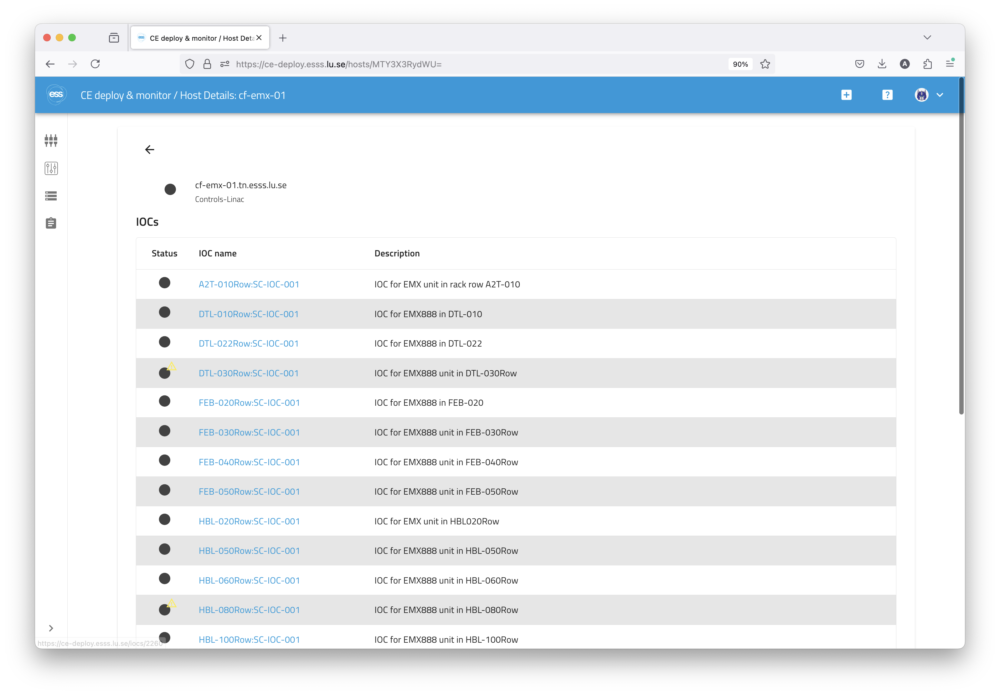 CE deploy & monitor / Host Deta
https://ce-deploy.esss.lu.se/hosts/MTY3X3RydWU=
90%
A
ess
CE deploy & monitor / Host Details: cf-emx-01
cf-emx-01.tn.esss.lu.se
Controls-Linac
IOCs
Status IOC name Description
A2T-010Row:SC-IOC-001 IOC for EMX unit in rack row A2T-010
DTL-010Row:SC-IOC-001 IOC for EMX888 in DTL-010
DTL-022Row:SC-IOC-001 IOC for EMX888 in DTL-022
DTL-030Row:SC-IOC-001 IOC for EMX888 unit in DTL-030Row
FEB-020Row:SC-IOC-001 IOC for EMX888 in FEB-020
FEB-030Row:SC-IOC-001 IOC for EMX888 unit in FEB-030Row
FEB-040Row:SC-IOC-001 IOC for EMX888 unit in FEB-040Row
FEB-050Row:SC-IOC-001 IOC for EMX888 unit in FEB-050Row
HBL-020Row:SC-IOC-001 IOC for EMX unit in HBL020Row
HBL-050Row:SC-IOC-001 IOC for EMX888 unit in HBL-050Row
HBL-060Row:SC-IOC-001 IOC for EMX888 unit in HBL-060Row
HBL-080Row:SC-IOC-001 IOC for EMX888 unit in HBL-080Row
HBL-100Row:SC-IOC-001 IOC for EMX888 unit in HBL-100Row
https://ce-deploy.esss.lu.se/iocs/2260